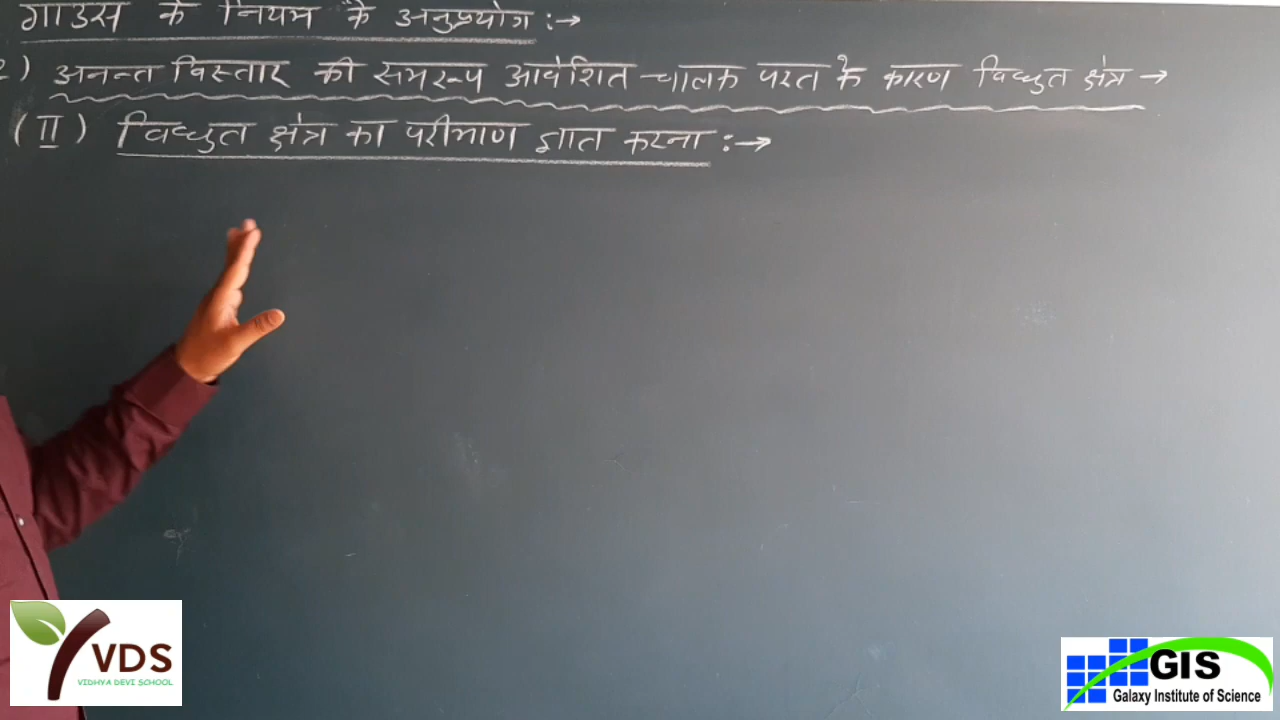 गाउस के नियम के अनुप्रयोग :→
2) अनन्त विस्तार की समरूप आवेशित चालक परत के कारण विध्युत क्षेत्र →
(II) विध्युत क्षेत्र का परीमाण ज्ञात करना :→
VDS
VIDHYA DEVI SCHOOL
GIS
Galaxy Institute of Science